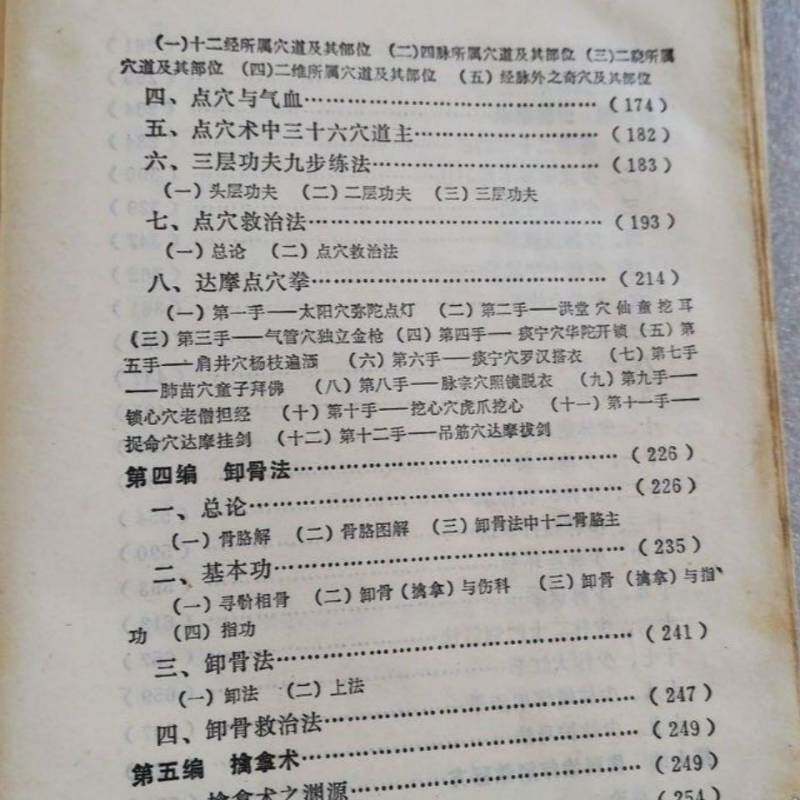 (一)十二经所属穴道及其部位 (二)四脉所属穴道及其部位 (三)二跷所属
穴道及其部位 (四)二维所属穴道及其部位 (五)经脉外之奇穴及其部位
四、点穴与气血……………………………(174)
五、点穴术中三十六穴道主…………………(182)
六、三层功夫九步练法………………………(183)
(一)头层功夫 (二)二层功夫 (三)三层功夫
七、点穴救治法……………………………(193)
(一)总论 (二)点穴救治法
八、达摩点穴拳……………………………(214)
(一)第一手——太阳穴弥陀点灯 (二)第二手——洪堂穴仙童挖耳
(三)第三手——气管穴独立金枪 (四)第四手——痰宁穴华陀开锁 (五)第
五手——肩井穴杨枝遍洒 (六)第六手——痰宁穴罗汉搭衣 (七)第七手
——肺苗穴童子拜佛 (八)第八手——脉宗穴照镜脱衣 (九)第九手——
锁心穴老僧担经 (十)第十手——挖心穴虎爪挖心 (十一)第十一手——
捉命穴达摩挂剑 (十二)第十二手——吊筋穴达摩拔剑
第四编 卸骨法………………………………(226)
一、总论……………………………………(226)
(一)骨骼解 (二)骨骼图解 (三)卸骨法中十二骨骼主
二、基本功…………………………………(235)
(一)寻骱相骨 (二)卸骨(擒拿)与伤科 (三)卸骨(擒拿)与指、
功 (四)指功
三、卸骨法…………………………………(241)
(一)卸法 (二)上法
四、卸骨救治法……………………………(247)
第五编 擒拿术………………………………(249)
(249)
擒拿术之渊源
(254)